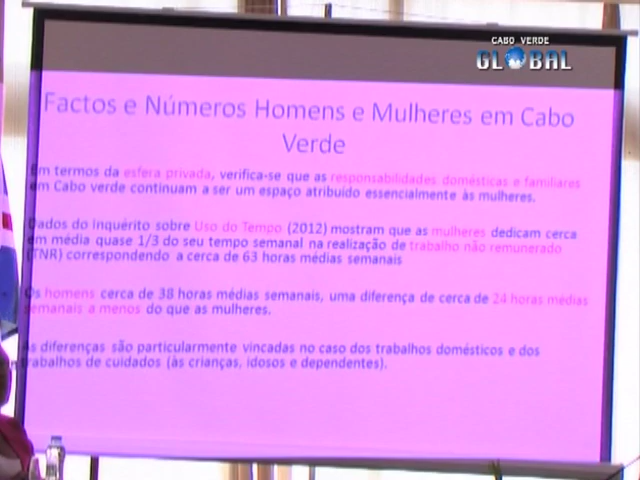 CABO VERDE
GLOBAL
Factos e Números Homens e Mulheres em Cabo
Verde
Em termos da esfera privada, verifica-se que as responsabilidades domésticas e familiares
em Cabo verde continuam a ser um espaço atribuído essencialmente às mulheres.
Dados do Inquérito sobre Uso do Tempo (2012) mostram que as mulheres dedicam cerca
em média quase 1/3 do seu tempo semanal na realização de trabalho não remunerado
(TNR) correspondendo a cerca de 63 horas médias semanais
Os homens cerca de 38 horas médias semanais, uma diferença de cerca de 24 horas médias
semanais a menos do que as mulheres.
As diferenças são particularmente vincadas no caso dos trabalhos domésticos e dos
trabalhos de cuidados (às crianças, idosos e dependentes).